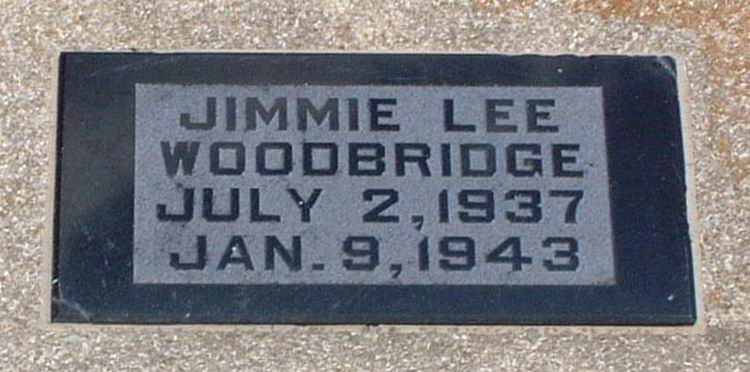 JIMMIE LEE
WOODBRIDGE
JULY 2,1937
JAN. 9,1943